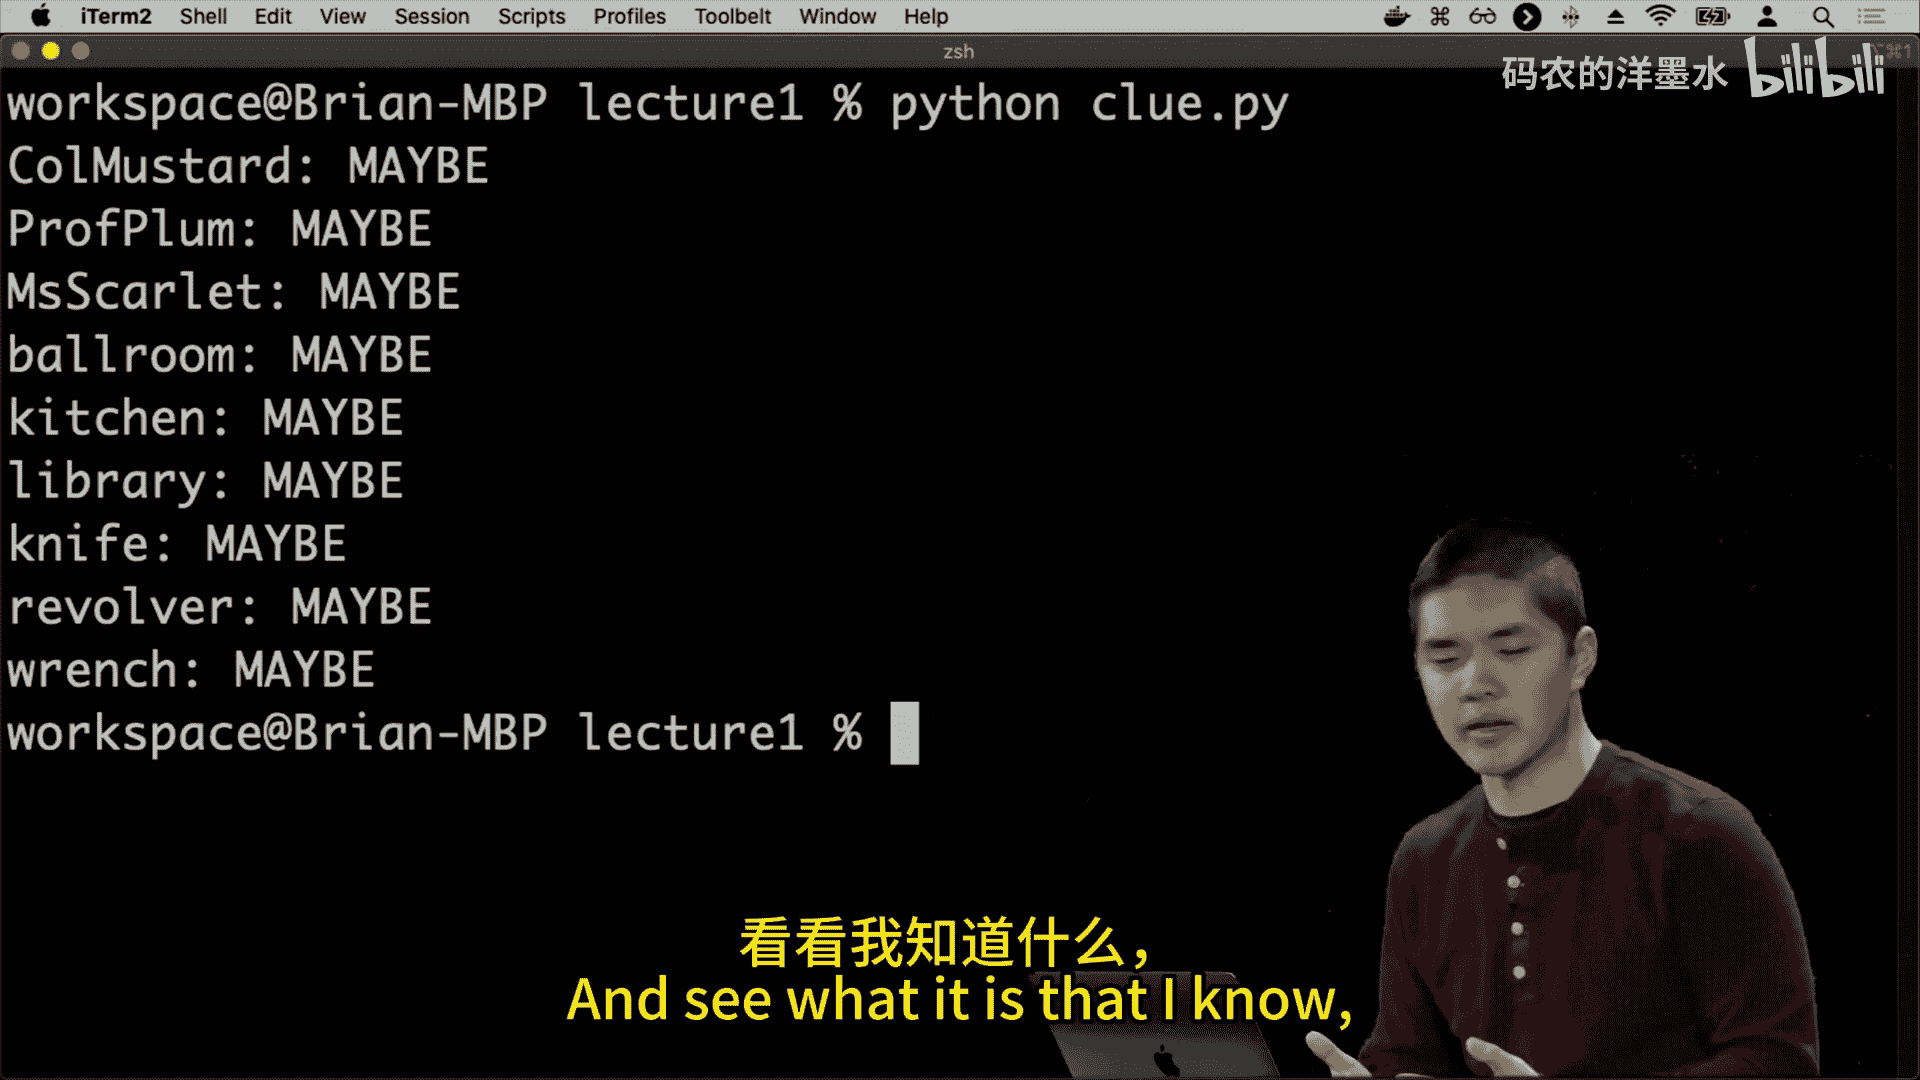 iTerm2 Shell Edit View Session Scripts Profiles Toolbelt Window Help
zsh
⌘1
码农的洋墨水 bilibili
workspace@Brian-MBP lecture1 % python clue.py
ColMustard: MAYBE
ProfPlum: MAYBE
MsScarlet: MAYBE
ballroom: MAYBE
kitchen: MAYBE
library: MAYBE
knife: MAYBE
revolver: MAYBE
wrench: MAYBE
workspace@Brian-MBP lecture1 %
看看我知道什么，
And see what it is that I know,